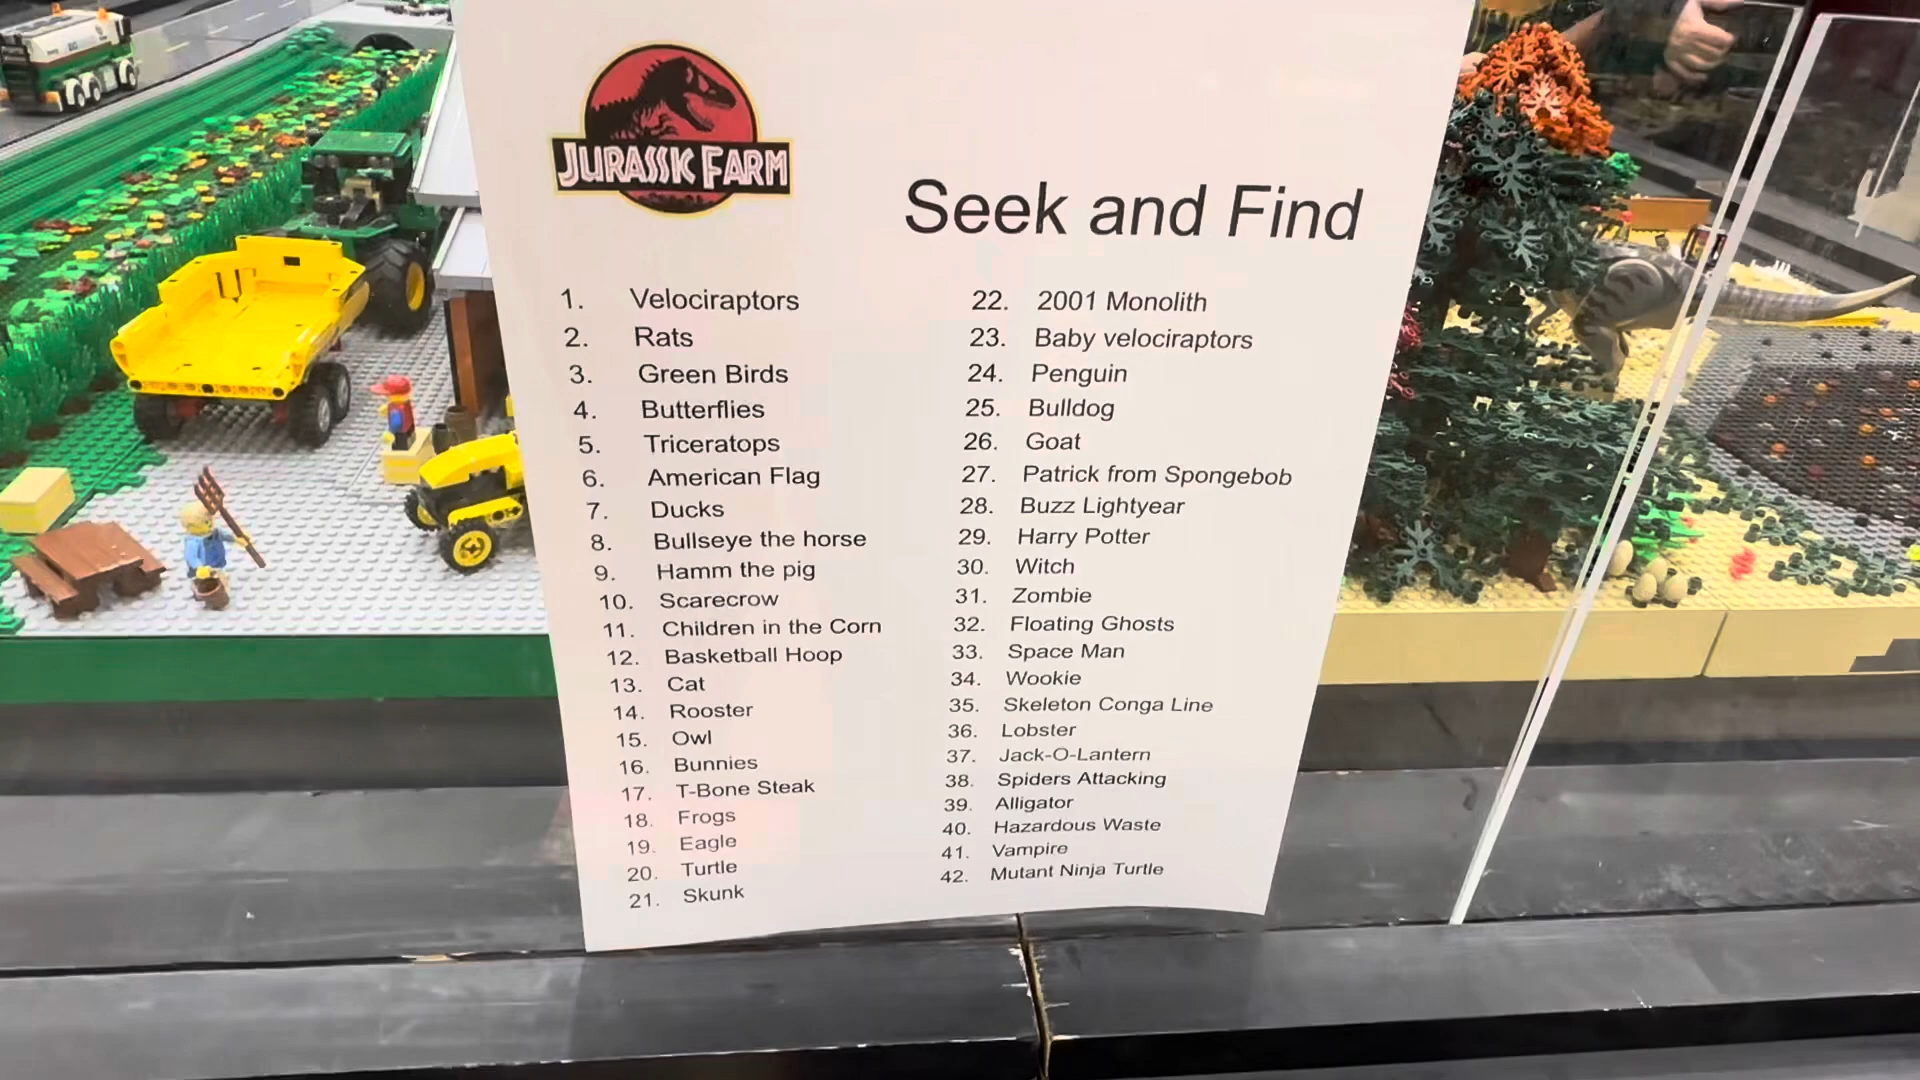 JURASSIC FARM
Seek and Find
1. Velociraptors
2. Rats
3. Green Birds
4. Butterflies
5. Triceratops
6. American Flag
7. Ducks
8. Bullseye the horse
9. Hamm the pig
10. Scarecrow
11. Children in the Corn
12. Basketball Hoop
13. Cat
14. Rooster
15. Owl
16. Bunnies
17. T-Bone Steak
18. Frogs
19. Eagle
20. Turtle
21. Skunk
22. 2001 Monolith
23. Baby velociraptors
24. Penguin
25. Bulldog
26. Goat
27. Patrick from Spongebob
28. Buzz Lightyear
29. Harry Potter
30. Witch
31. Zombie
32. Floating Ghosts
33. Space Man
34. Wookie
35. Skeleton Conga Line
36. Lobster
37. Jack-O-Lantern
38. Spiders Attacking
39. Alligator
40. Hazardous Waste
41. Vampire
42. Mutant Ninja Turtle